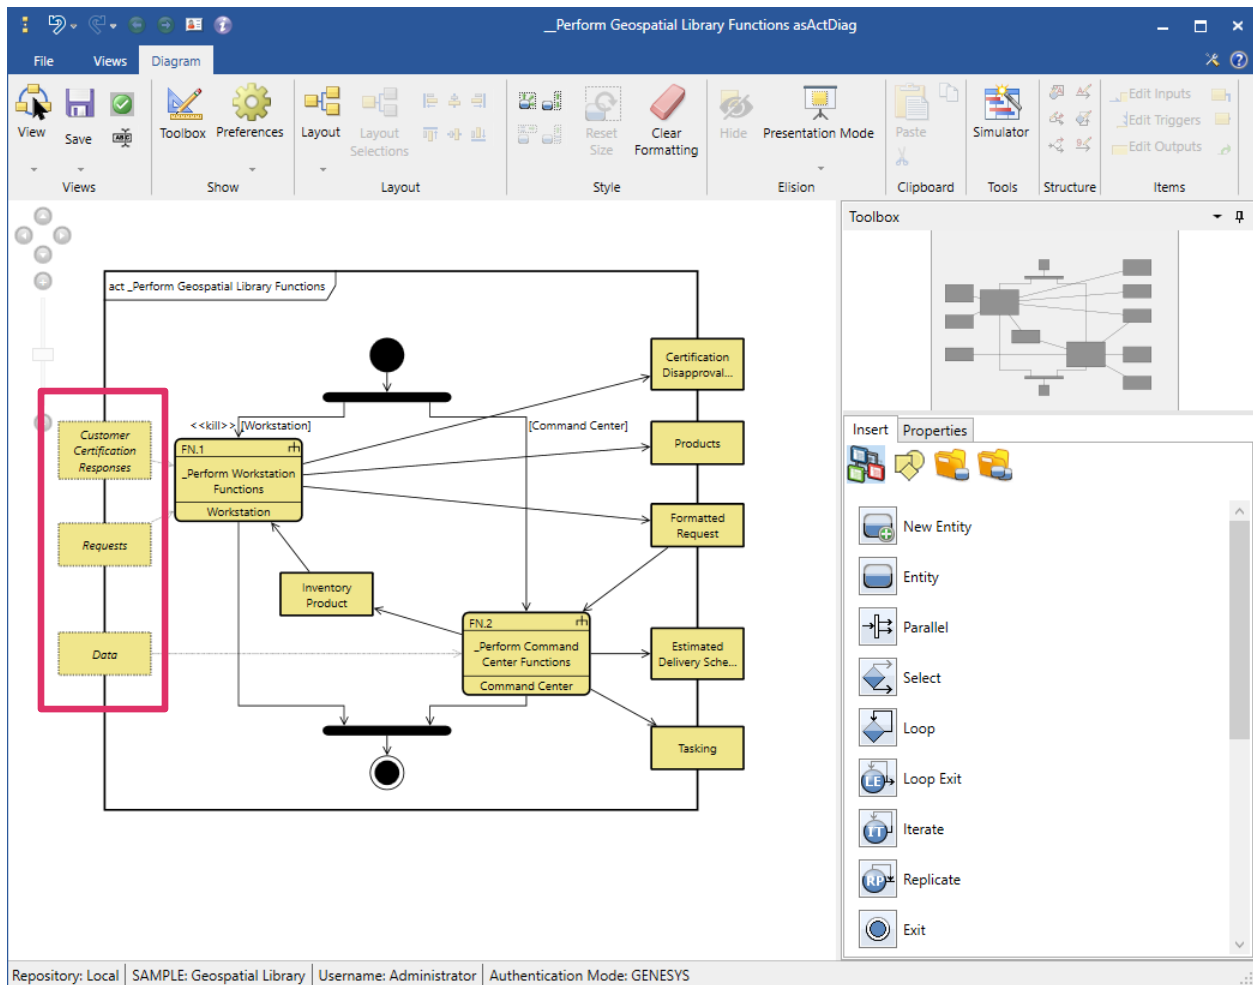 _Perform Geospatial Library Functions asActDiag
File Views Diagram
View Save Toolbox Preferences Layout Layout Selections Reset Size Clear Formatting Hide Presentation Mode Paste Simulator Edit Inputs
Edit Triggers
Edit Outputs
Views Show Layout Style Elision Clipboard Tools Structure Items
Toolbox
act _Perform Geospatial Library Functions
Certification
Disapproval...
Customer
Certification
Responses
<<kill>> [Workstation]
[Command Center]
FN.1
_Perform Workstation
Functions
Workstation
Products
Formatted
Request
Requests
Inventory
Product
FN.2
_Perform Command
Center Functions
Command Center
Data
Estimated
Delivery Sche...
Tasking
Insert Properties
New Entity
Entity
Parallel
Select
Loop
LE Loop Exit
IT Iterate
RP Replicate
Exit
Repository: Local SAMPLE: Geospatial Library Username: Administrator Authentication Mode: GENESYS